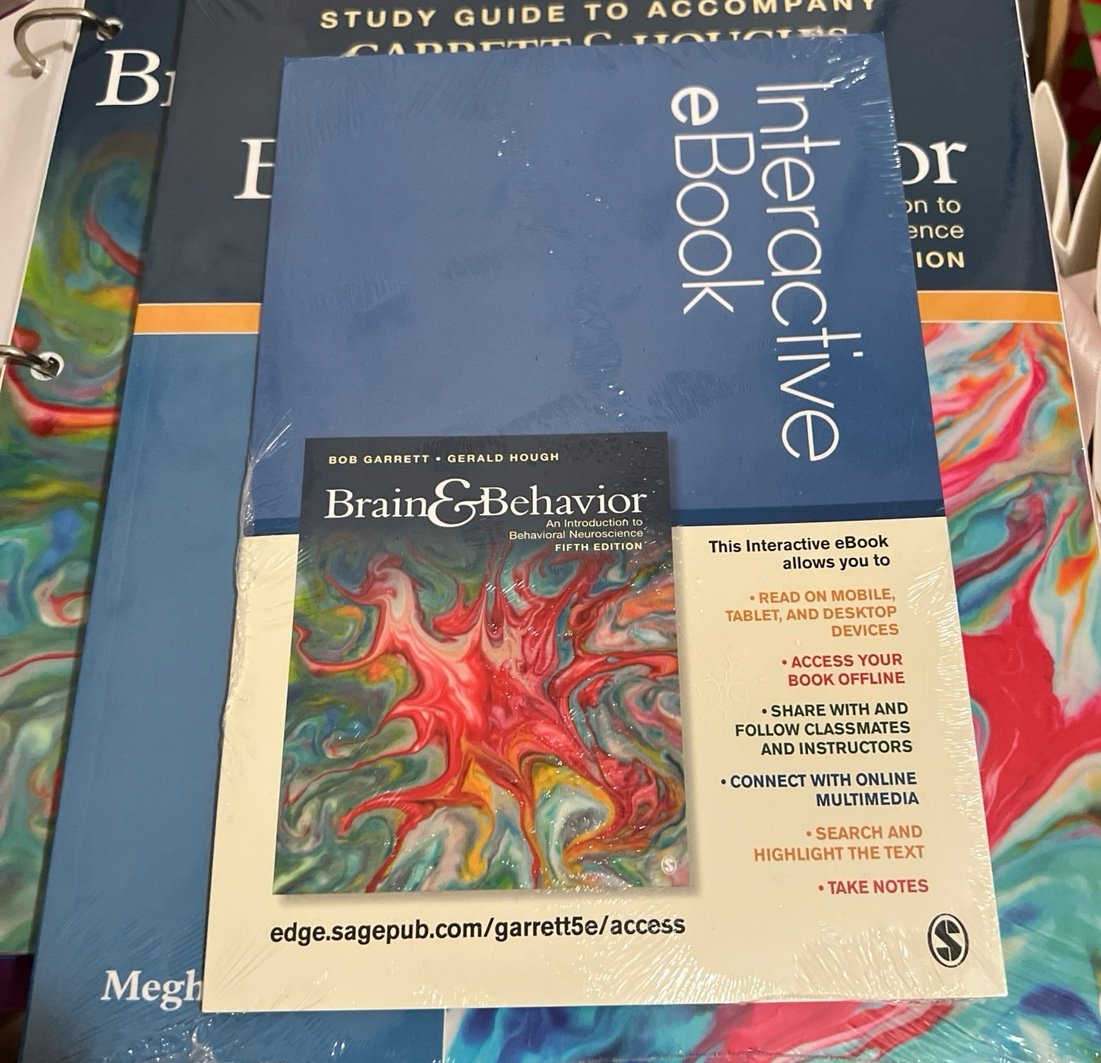 STUDY GUIDE TO ACCOMPANY
GARRETT & HOUGH'S
or
on to
ence
ION
Interactive
eBook
BOB GARRETT • GERALD HOUGH
Brain&Behavior
An Introduction to
Behavioral Neuroscience
FIFTH EDITION
This Interactive eBook
allows you to
• READ ON MOBILE,
TABLET, AND DESKTOP
DEVICES
• ACCESS YOUR
BOOK OFFLINE
• SHARE WITH AND
FOLLOW CLASSMATES
AND INSTRUCTORS
• CONNECT WITH ONLINE
MULTIMEDIA
• SEARCH AND
HIGHLIGHT THE TEXT
• TAKE NOTES
edge.sagepub.com/garrett5e/access
S
Megh